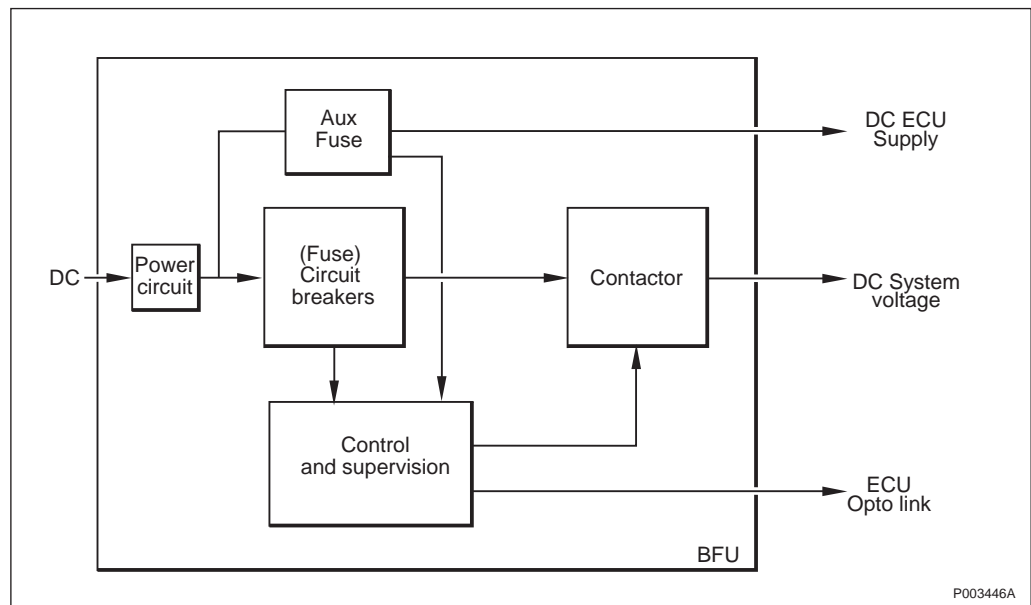 Aux
Fuse
DC ECU
Supply
DC
Power
circuit
(Fuse)
Circuit
breakers
Contactor
DC System
voltage
Control
and supervision
ECU
Opto link
BFU
P003446A